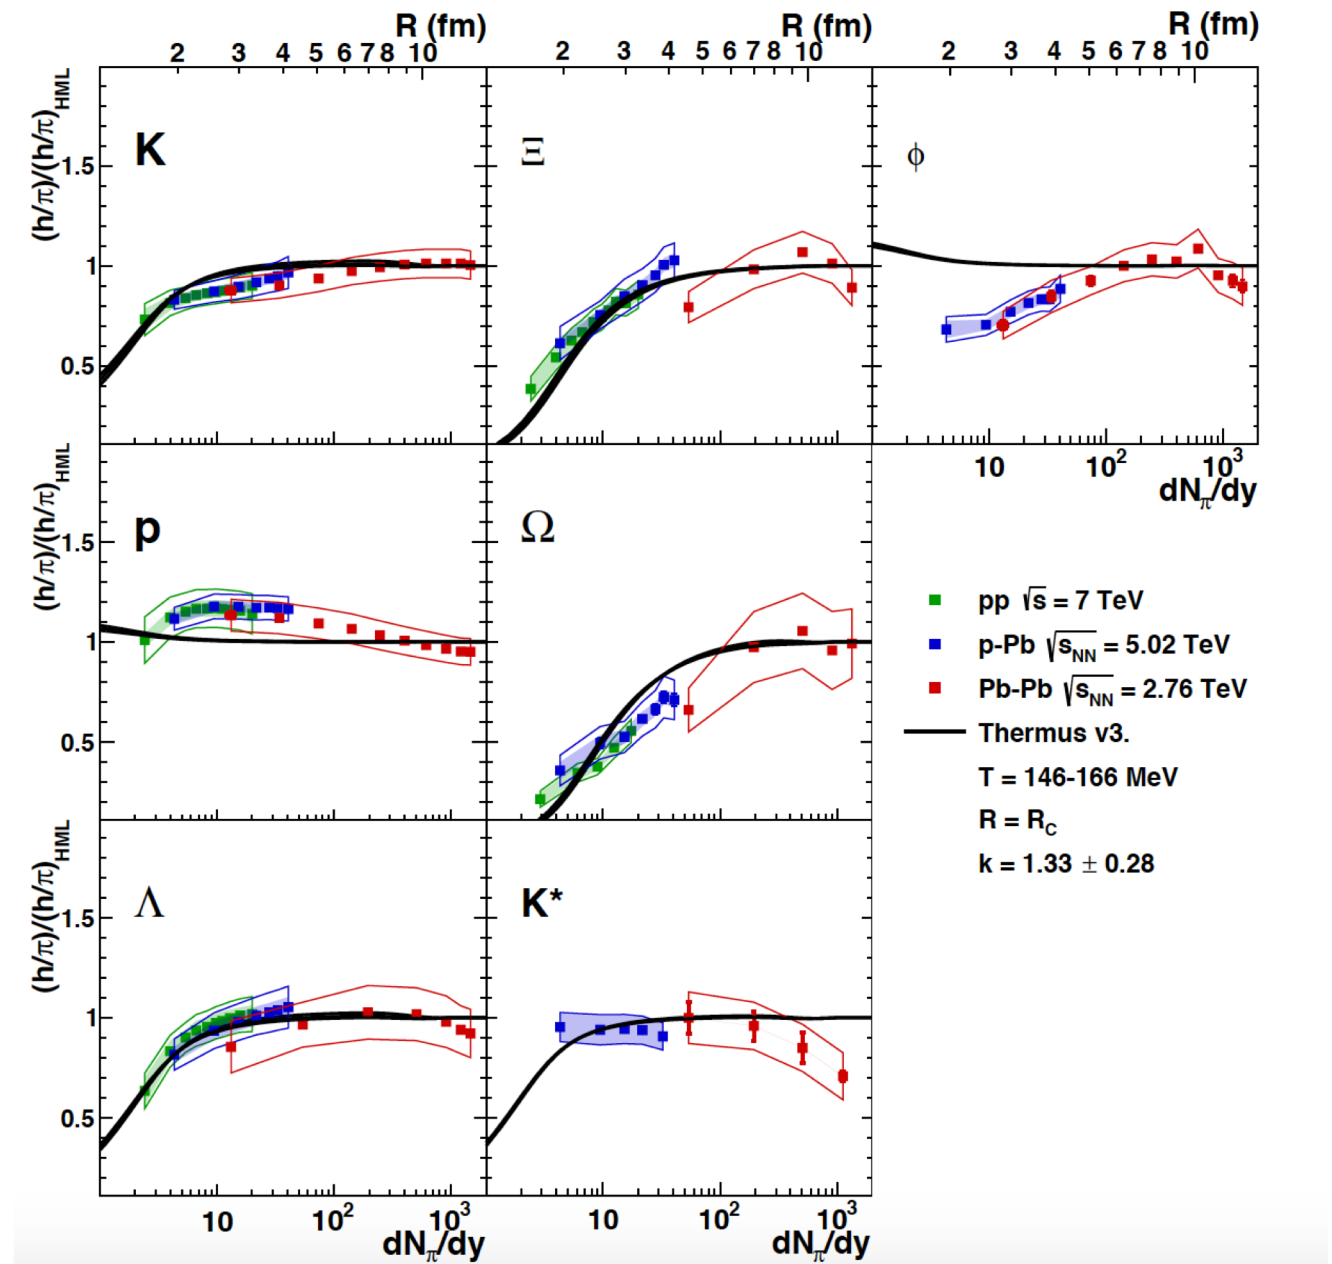 R (fm) R (fm) R (fm)
2 3 4 5 6 7 8 10 2 3 4 5 6 7 8 10 2 3 4 5 6 7 8 10
(h/π)/(h/π)HML
K Ξ ϕ
1.5
1
0.5
10 10² 10³
dNπ/dy
(h/π)/(h/π)HML
p Ω
1.5
1
0.5
pp √s = 7 TeV
p-Pb √sNN = 5.02 TeV
Pb-Pb √sNN = 2.76 TeV
Thermus v3.
T = 146-166 MeV
R = RC
k = 1.33 ± 0.28
(h/π)/(h/π)HML
Λ K*
1.5
1
0.5
10 10² 10³ 10 10² 10³
dNπ/dy dNπ/dy